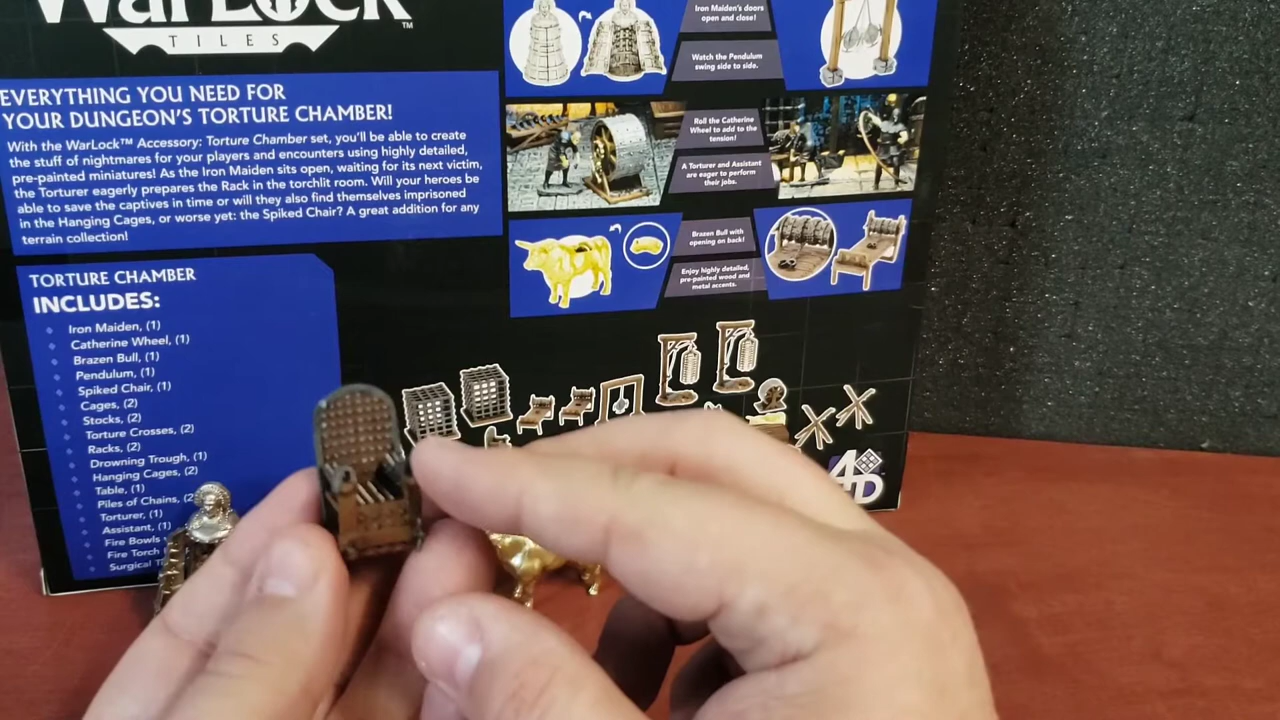 WarLock™
TILES
EVERYTHING YOU NEED FOR
YOUR DUNGEON'S TORTURE CHAMBER!
With the WarLock™ Accessory: Torture Chamber set, you'll be able to create
the stuff of nightmares for your players and encounters using highly detailed,
pre-painted miniatures! As the Iron Maiden sits open, waiting for its next victim,
the Torturer eagerly prepares the Rack in the torchlit room. Will your heroes be
able to save the captives in time or will they also find themselves imprisoned
in the Hanging Cages, or worse yet: the Spiked Chair? A great addition for any
terrain collection!
Iron Maiden's doors
open and close!
Watch the Pendulum
swing side to side.
Roll the Catherine
Wheel to add to the
tension!
A Torturer and Assistant
are eager to perform
their jobs.
Brazen Bull with
opening on back!
Enjoy highly detailed,
pre-painted wood and
metal accents.
TORTURE CHAMBER
INCLUDES:
Iron Maiden, (1)
Catherine Wheel, (1)
Brazen Bull, (1)
Pendulum, (1)
Spiked Chair, (1)
Cages, (2)
Stocks, (2)
Torture Crosses, (2)
Racks, (2)
Drowning Trough, (1)
Hanging Cages, (2)
Table, (1)
Piles of Chains, (2
Torturer, (1)
Assistant, (1)
Fire Bowls
Fire Torch
Surgical
4D